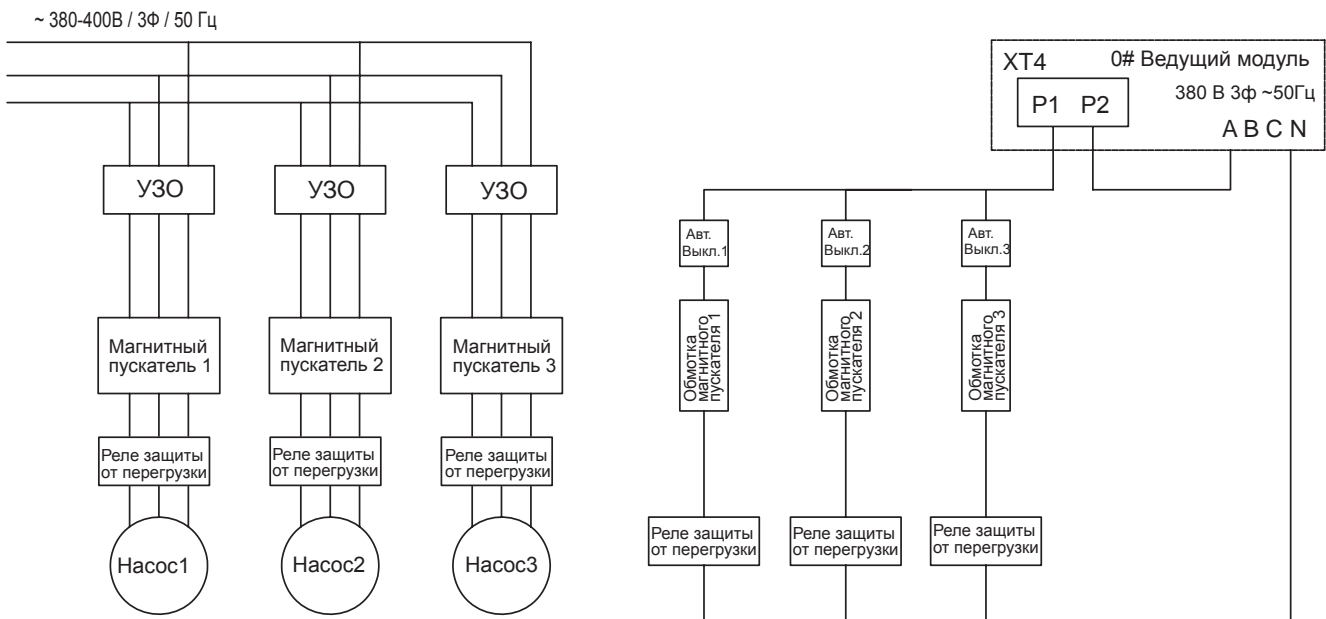 ~ 380-400В / 3Ф / 50 Гц
УЗО
УЗО
УЗО
Магнитный
пускатель 1
Магнитный
пускатель 2
Магнитный
пускатель 3
Реле защиты
от перегрузки
Реле защиты
от перегрузки
Реле защиты
от перегрузки
Насос1
Насос2
Насос3
XT4
0# Ведущий модуль
P1 P2
380 В 3ф ~50Гц
A B C N
Авт.
Выкл.1
Авт.
Выкл.2
Авт.
Выкл.3
Обмотка
магнитного
пускателя 1
Обмотка
магнитного
пускателя 2
Обмотка
магнитного
пускателя 3
Реле защиты
от перегрузки
Реле защиты
от перегрузки
Реле защиты
от перегрузки